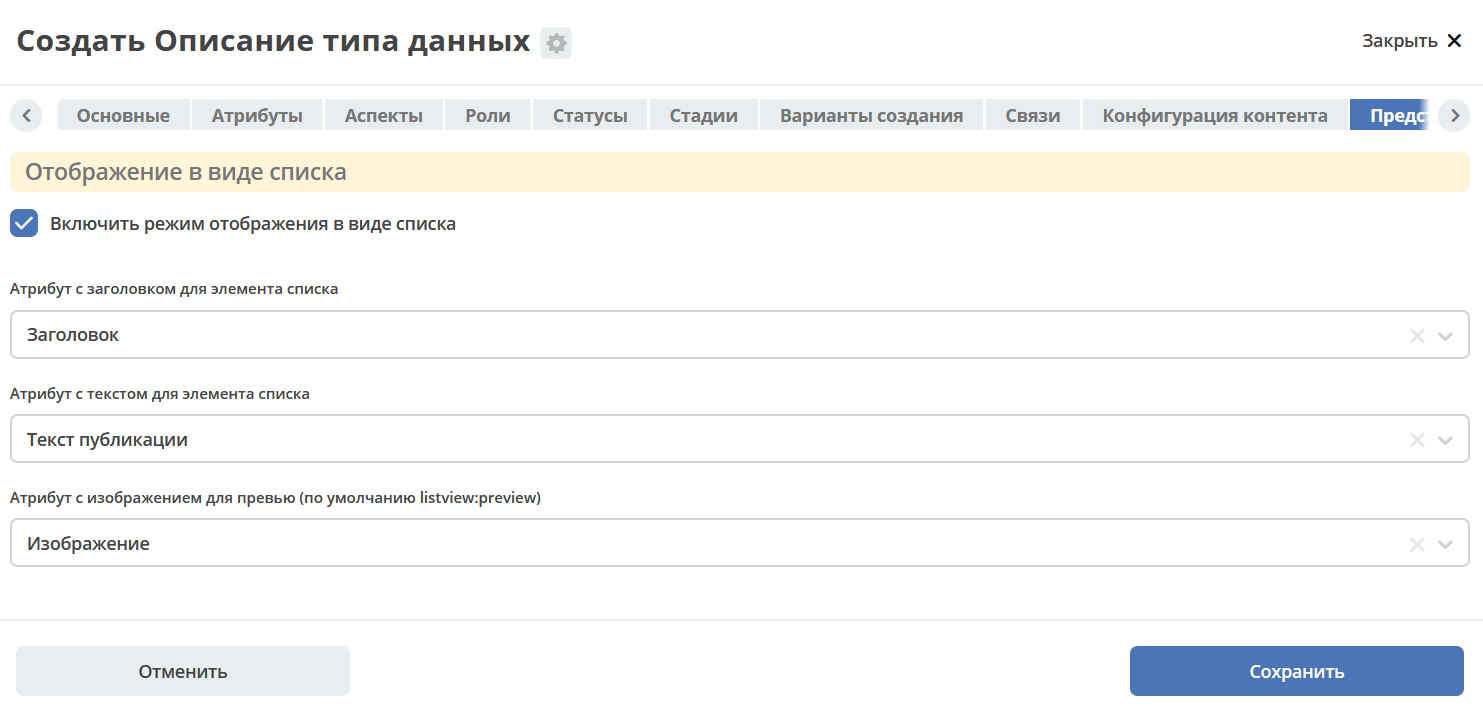 Создать Описание типа данных
Закрыть
Основные Атрибуты Аспекты Роли Статусы Стадии Варианты создания Связи Конфигурация контента
Отображение в виде списка
Включить режим отображения в виде списка
Атрибут с заголовком для элемента списка
Заголовок
Атрибут с текстом для элемента списка
Текст публикации
Атрибут с изображением для превью (по умолчанию listview:preview)
Изображение
Отменить Сохранить